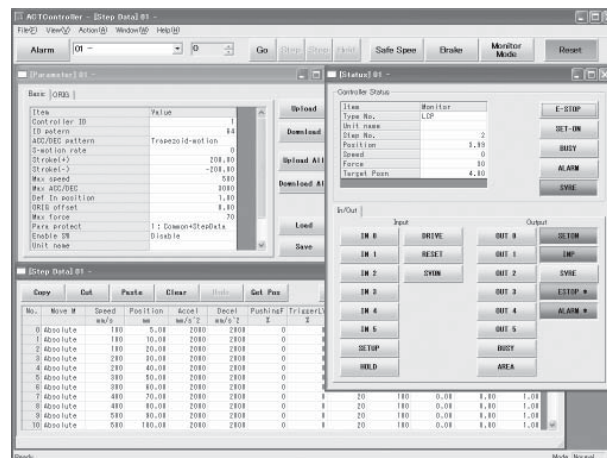 ACTController - [Step Data] 01 -
File(F) View(V) Action(A) Window(W) Help(H)
Alarm 01 - 0 Go Step Safe Spee Brake Monitor Mode Reset
[Parameter] 01 -
Basic ORIG
Item Value
Controller ID 1
IO patern 64
ACC/DEC pattern Trapezoid-motion
S-motion rate 0
Stroke(+) 200.00
Stroke(-) -200.00
Max speed 500
Max ACC/DEC 3000
Def In position 1.00
ORIG offset 0.00
Max force 70
Para protect 1: Common+StepData
Enable SW Disable
Unit name
Upload
Download
Upload All
Download Al
Load
Save
[Status] 01 -
Controller Status
Item Monitor
Type No. LCP
Unit name
Step No. 2
Position 3.99
Speed 0
Target Posn 4.00
E-STOP
SET-ON
BUSY
ALARM
SVRE
In/Out
Input Output
IN 0 DRIVE OUT 0 SETON
IN 1 RESET OUT 1 INP
IN 2 SVON OUT 2 SVRE
IN 3 OUT 3 ESTOP *
IN 4 OUT 4 ALARM *
IN 5 OUT 5
SETUP BUSY
HOLD AREA
[Step Data] 01 -
Copy Cut Paste Clear Undo Get Pos
No. Move M Speed Position Accel Decel PushingF TriggerL
mm/s mm mm/s^2 mm/s^2 % %
0 Absolute 100 5.00 2000 2000 0
1 Absolute 100 10.00 2000 2000 0
2 Absolute 100 20.00 2000 2000 0
3 Absolute 200 30.00 2000 2000 0
4 Absolute 200 40.00 2000 2000 0
5 Absolute 300 50.00 2000 2000 0
6 Absolute 300 60.00 2000 2000 0
7 Absolute 400 70.00 2000 2000 0 0 20 100 0.00 0.00 1.00
8 Absolute 400 80.00 2000 2000 0 0 20 100 0.00 0.00 1.00
9 Absolute 500 90.00 2000 2000 0 0 20 100 0.00 0.00 1.00
10 Absolute 500 100.00 2000 2000 0 0 20 100 0.00 0.00 1.00
Ready Mode Normal